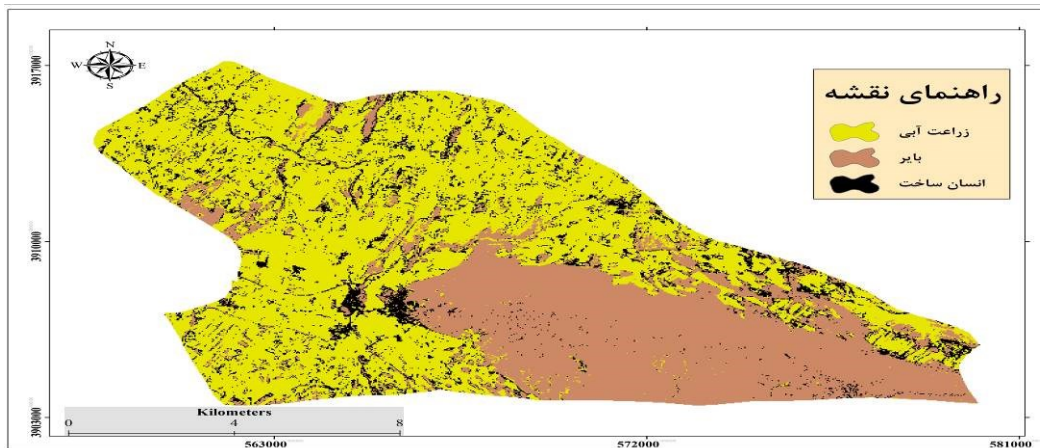 N
W E
S
راهنمای نقشه
زراعت آبی
بایر
انسان ساخت
3917000
3910000
3903000
Kilometers
0 4 8
563000 572000 581000